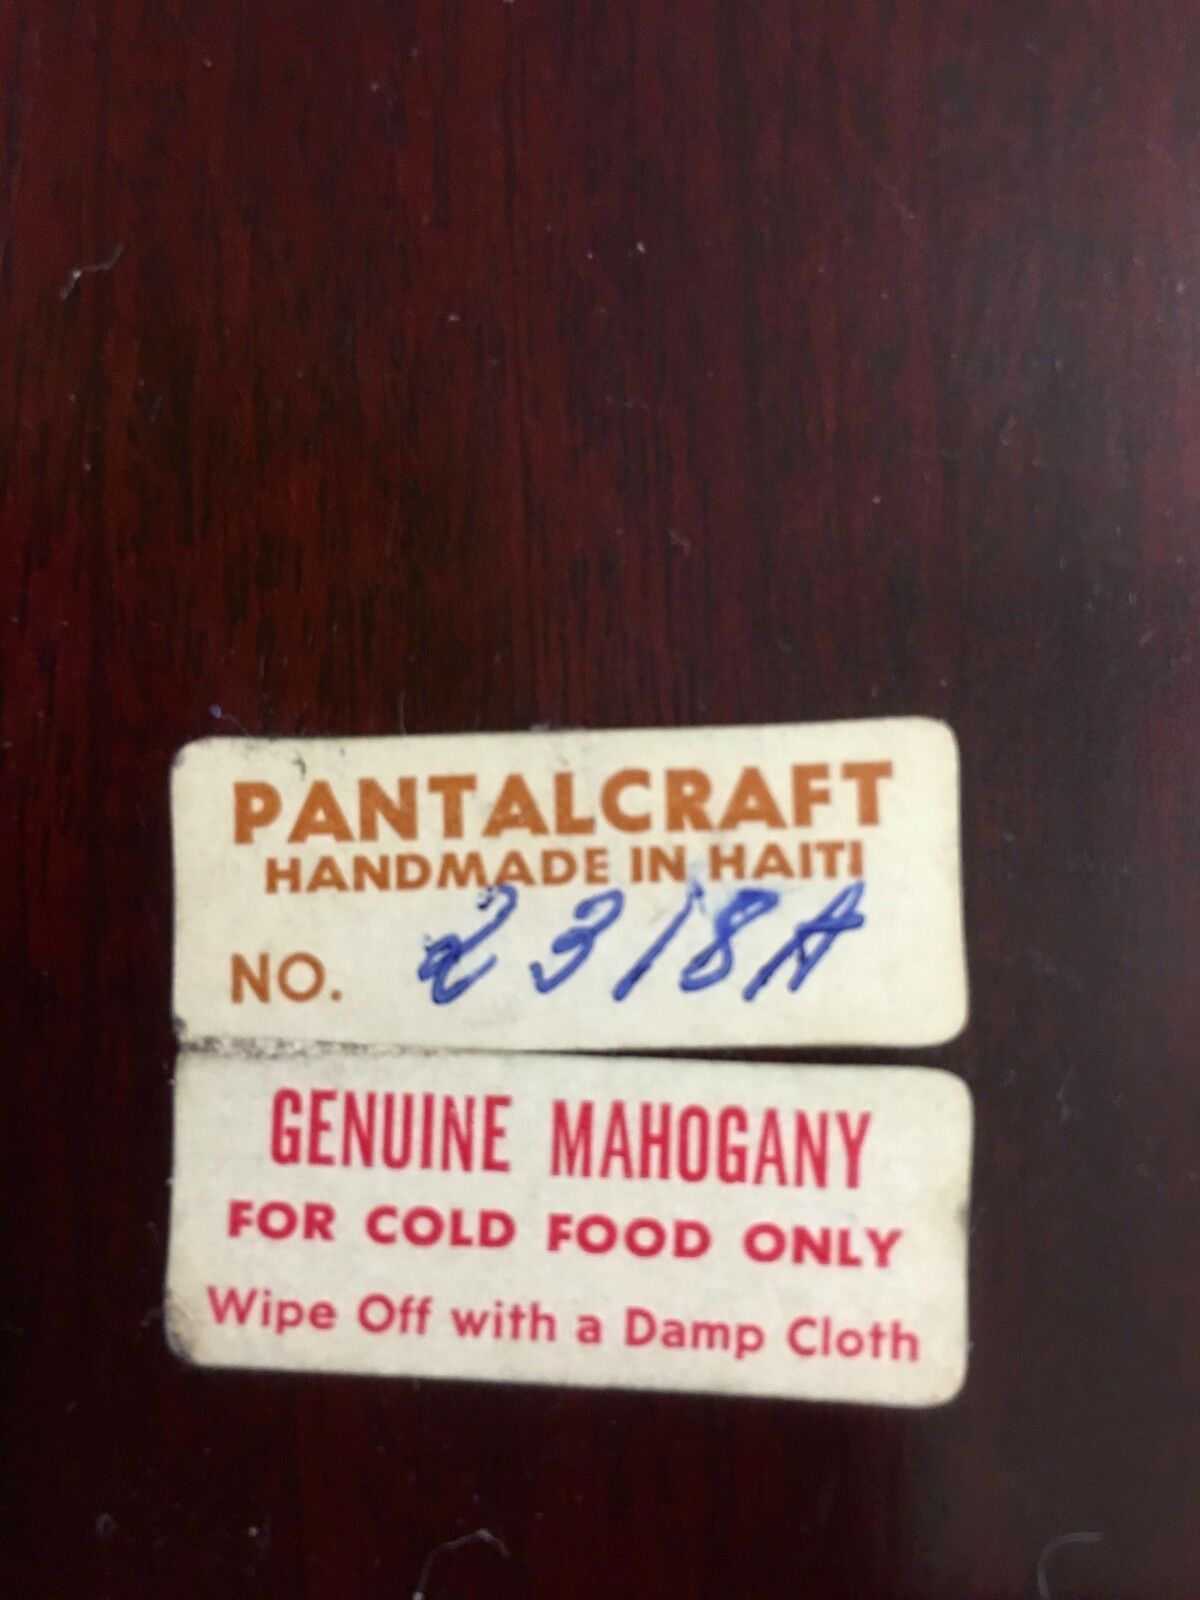 PANTALCRAFT
HANDMADE IN HAITI
NO. 2318A
GENUINE MAHOGANY
FOR COLD FOOD ONLY
Wipe Off with a Damp Cloth